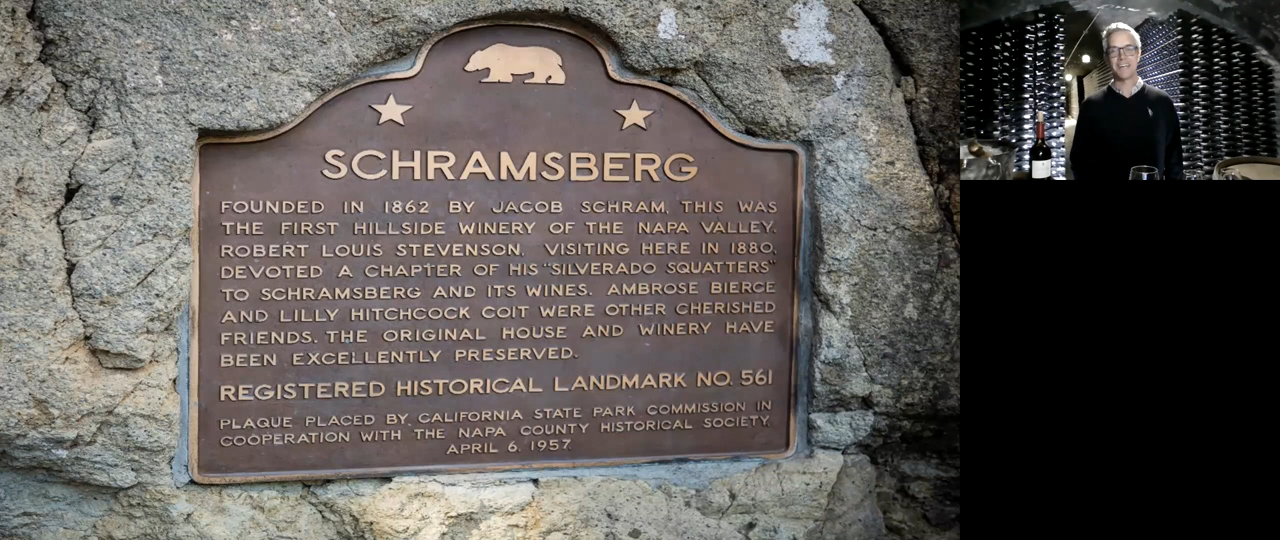 SCHRAMSBERG
FOUNDED IN 1862 BY JACOB SCHRAM, THIS WAS
THE FIRST HILLSIDE WINERY OF THE NAPA VALLEY.
ROBERT LOUIS STEVENSON, VISITING HERE IN 1880,
DEVOTED A CHAPTER OF HIS "SILVERADO SQUATTERS"
TO SCHRAMSBERG AND ITS WINES. AMBROSE BIERCE
AND LILLY HITCHCOCK COIT WERE OTHER CHERISHED
FRIENDS. THE ORIGINAL HOUSE AND WINERY HAVE
BEEN EXCELLENTLY PRESERVED.
REGISTERED HISTORICAL LANDMARK NO. 561
PLAQUE PLACED BY CALIFORNIA STATE PARK COMMISSION IN
COOPERATION WITH THE NAPA COUNTY HISTORICAL SOCIETY,
APRIL 6, 1957.